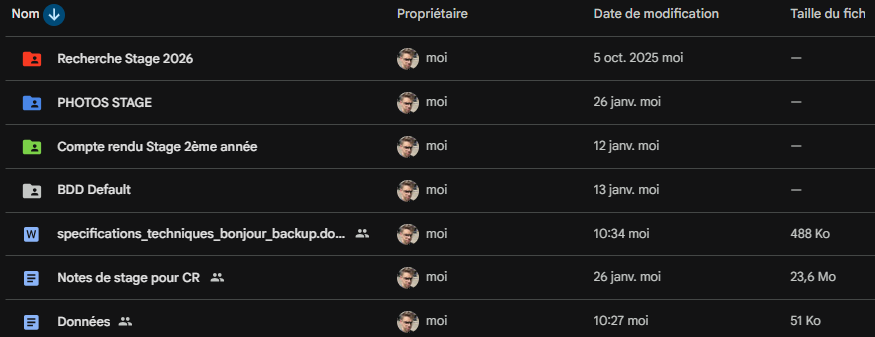 Nom Propriétaire Date de modification Taille du fich
Recherche Stage 2026 moi 5 oct. 2025 moi —
PHOTOS STAGE moi 26 janv. moi —
Compte rendu Stage 2ème année moi 12 janv. moi —
BDD Default moi 13 janv. moi —
W specifications_techniques_bonjour_backup.do... moi 10:34 moi 488 Ko
Notes de stage pour CR moi 26 janv. moi 23,6 Mo
Données moi 10:27 moi 51 Ko